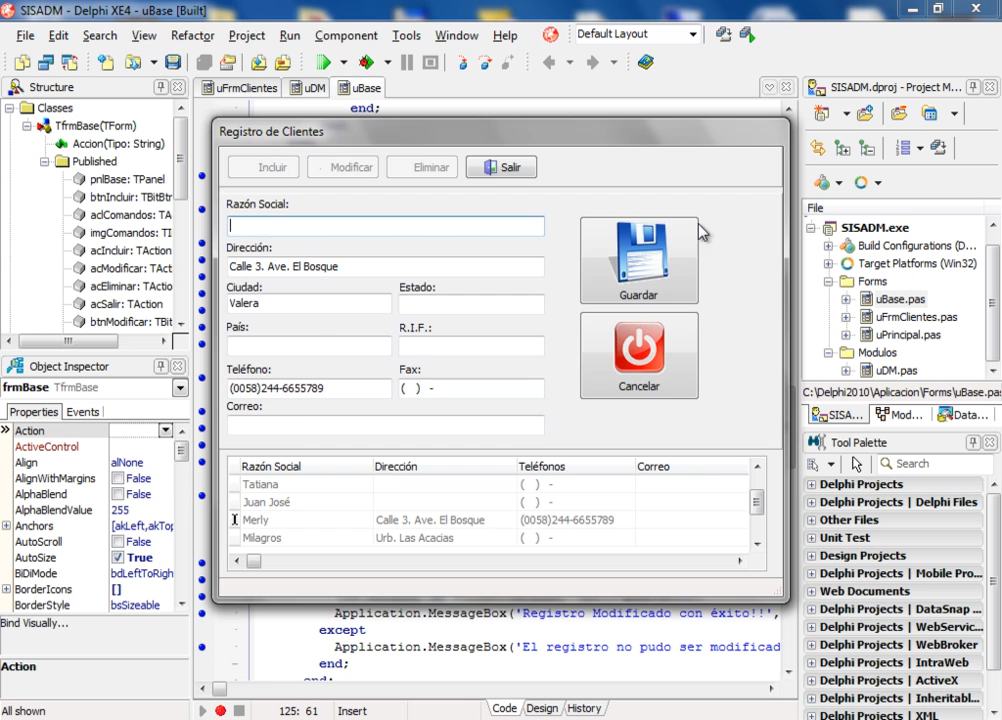 SISADM - Delphi XE4 - uBase [Built]
File Edit Search View Refactor Project Run Component Tools Window Help Default Layout
Structure
Classes
TfrmBase(TForm)
Accion(Tipo: String)
Published
pnlBase: TPanel
btnIncluir: TBitBt
adComandos: TA
imgComandos: TI
acIncluir: TAction
acModificar: TAct
acEliminar: TAction
acSalir: TAction
btnModificar: TBit
Object Inspector
frmBase TfrmBase
Properties Events
Action
ActiveControl
Align alNone
AlignWithMargins False
AlphaBlend False
AlphaBlendValue 255
Anchors [akLeft,akTop
AutoScroll False
AutoSize True
BiDiMode bdLeftToRigh
BorderIcons []
BorderStyle bsSizeable
Bind Visually...
Action
All shown
uFrmClientes uDM uBase
end;
Registro de Clientes
Incluir Modificar Eliminar Salir
Razón Social:
Dirección:
Calle 3. Ave. El Bosque
Ciudad: Estado:
Valera
País: R.I.F.:
Teléfono: Fax:
(0058)244-6655789 ( ) -
Correo:
Guardar
Cancelar
Razón Social Dirección Teléfonos Correo
Tatiana ( ) -
Juan José ( ) -
Merly Calle 3. Ave. El Bosque (0058)244-6655789
Milagros Urb. Las Acacias ( ) -
Application.MessageBox('Registro Modificado con éxito!!',
except
Application.MessageBox('El registro no pudo ser modificad
end;
end;
125: 61 Insert Code Design History
SISADM.dproj - Project M...
File
SISADM.exe
Build Configurations (D...
Target Platforms (Win32)
Forms
uBase.pas
uFrmClientes.pas
uPrincipal.pas
Modulos
uDM.pas
C:\Delphi2010\Aplicacion\Forms\uBase.pas
SISA... Mod... Data...
Tool Palette
Search
Delphi Projects
Delphi Projects | Delphi Files
Other Files
Unit Test
Design Projects
Delphi Projects | Mobile Pro...
Web Documents
Delphi Projects | DataSnap ...
Delphi Projects | WebServic...
Delphi Projects | WebBroker
Delphi Projects | IntraWeb
Delphi Projects | ActiveX
Delphi Projects | Inheritabl...
Delphi Projects | XML